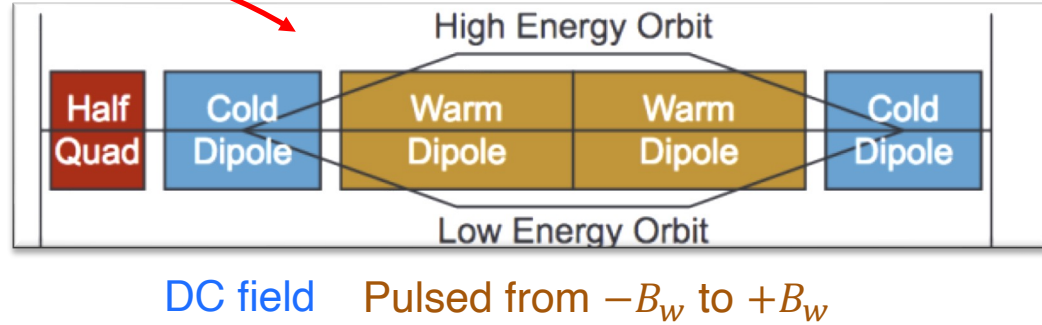 High Energy Orbit
Half Quad
Cold Dipole
Warm Dipole
Warm Dipole
Cold Dipole
Low Energy Orbit
DC field
Pulsed from $-B_w$ to $+B_w$